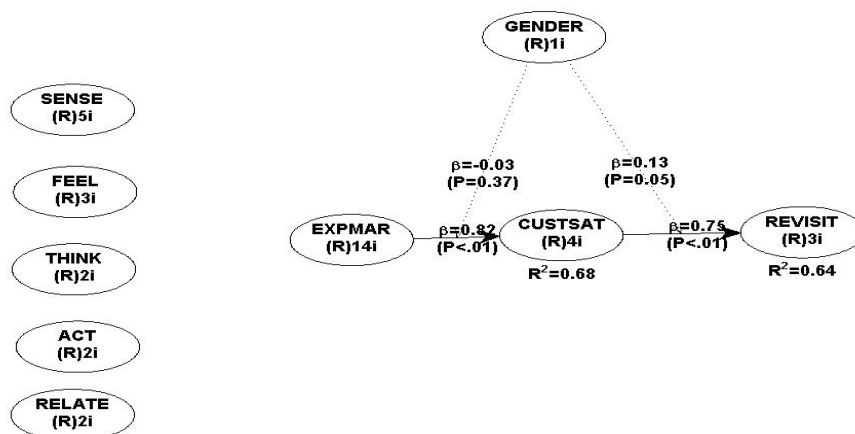 GENDER
(R)1i
SENSE
(R)5i
FEEL
(R)3i
THINK
(R)2i
ACT
(R)2i
RELATE
(R)2i
β=-0.03
(P=0.37)
β=0.13
(P=0.05)
EXPMAR
(R)14i
β=0.82
(P<.01)
CUSTSAT
(R)4i
R²=0.68
β=0.75
(P<.01)
REVISIT
(R)3i
R²=0.64